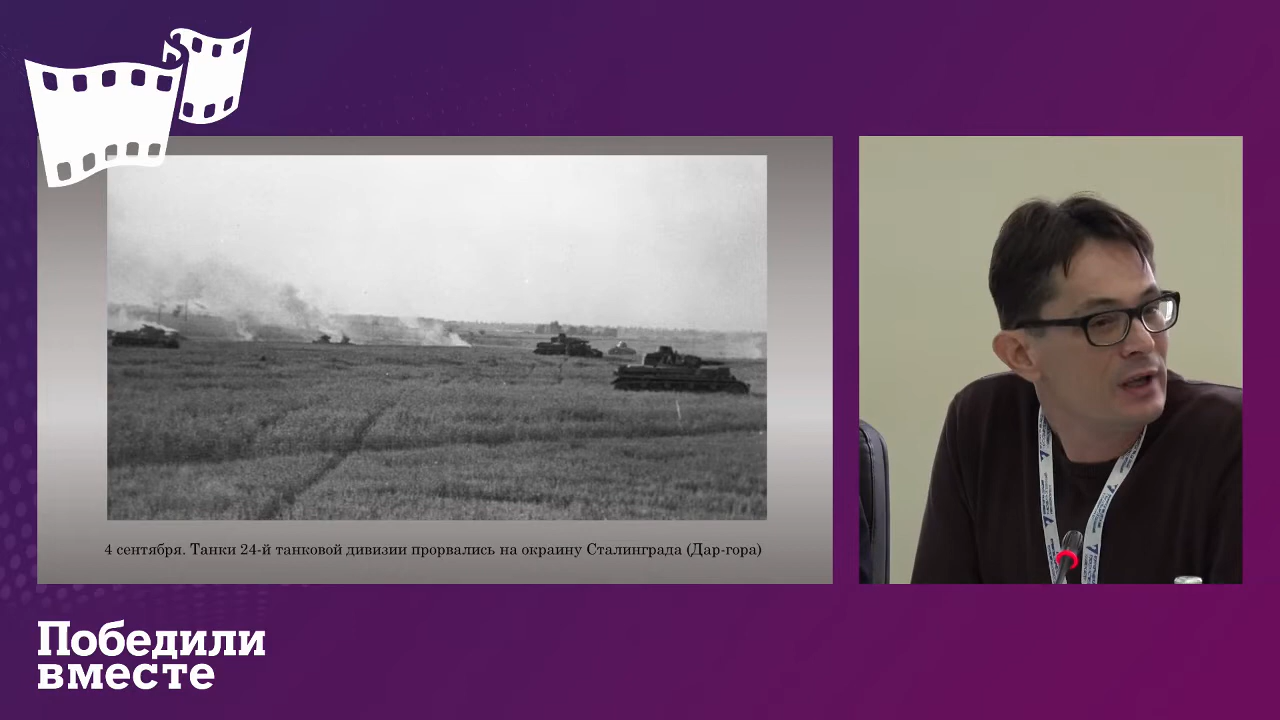 4 сентября. Танки 24-й танковой дивизии прорвались на окраину Сталинграда (Дар-гора)
Победили
вместе